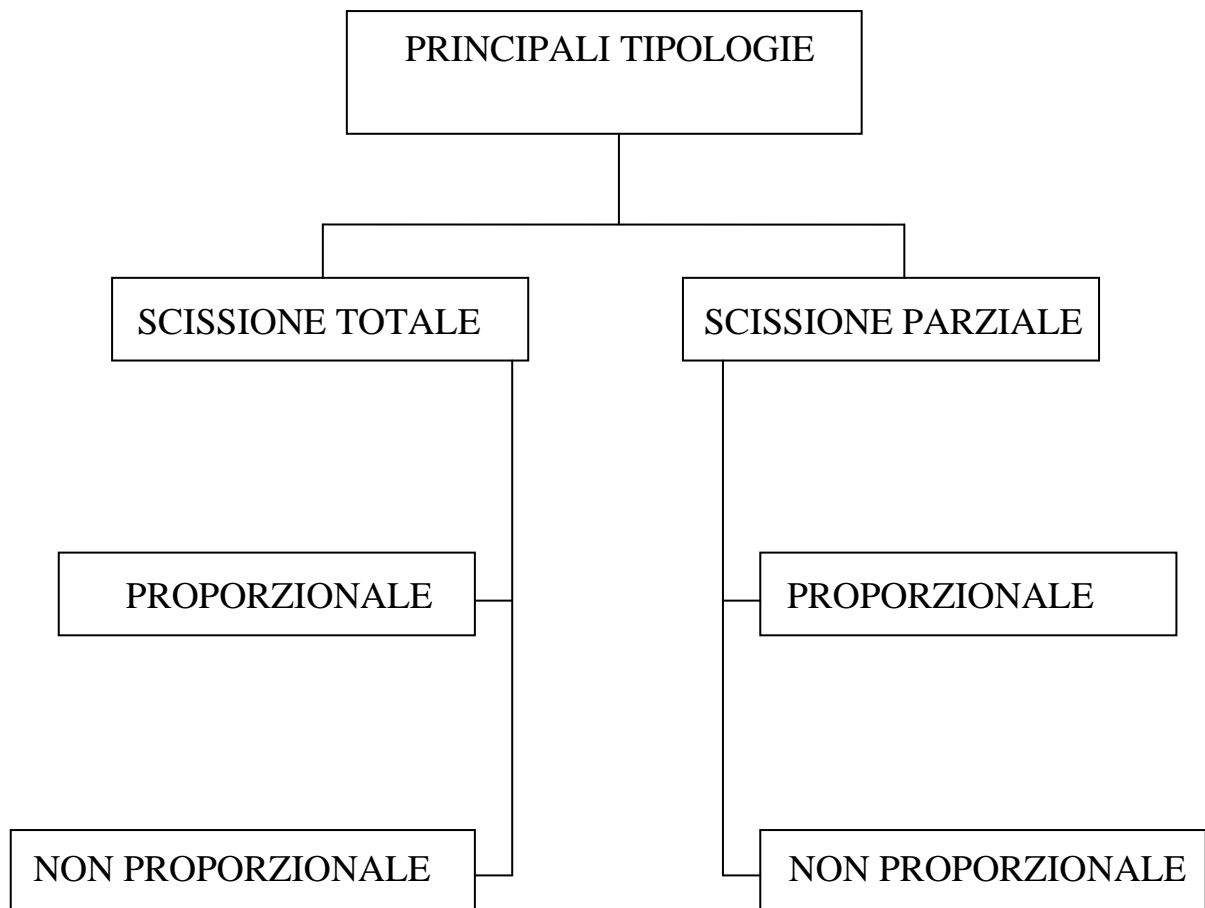 PRINCIPALI TIPOLOGIE
SCISSIONE TOTALE
SCISSIONE PARZIALE
PROPORZIONALE
PROPORZIONALE
NON PROPORZIONALE
NON PROPORZIONALE